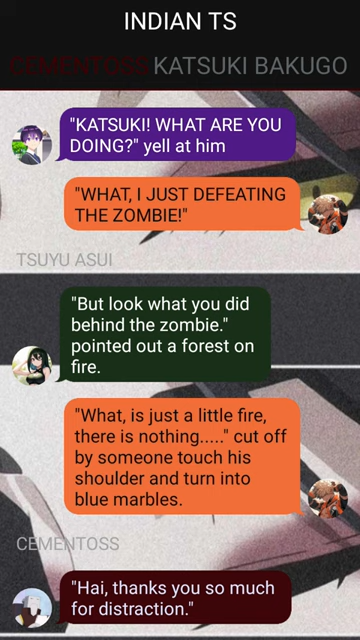 INDIAN TS
CEMENTOSS KATSUKI BAKUGO
"KATSUKI! WHAT ARE YOU
DOING?" yell at him
"WHAT, I JUST DEFEATING
THE ZOMBIE!"
TSUYU ASUI
"But look what you did
behind the zombie."
pointed out a forest on
fire.
"What, is just a little fire,
there is nothing....." cut off
by someone touch his
shoulder and turn into
blue marbles.
CEMENTOSS
"Hai, thanks you so much
for distraction."